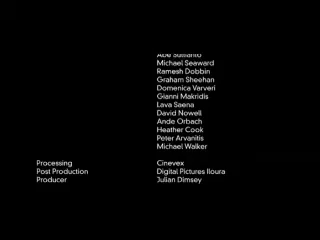 Michael Seaward
Ramesh Dobbin
Graham Sheehan
Domenica Varveri
Gianni Makridis
Lava Saena
David Nowell
Ande Orbach
Heather Cook
Peter Arvanitis
Michael Walker
Processing Cinevex
Post Production Digital Pictures Iloura
Producer Julian Dimsey